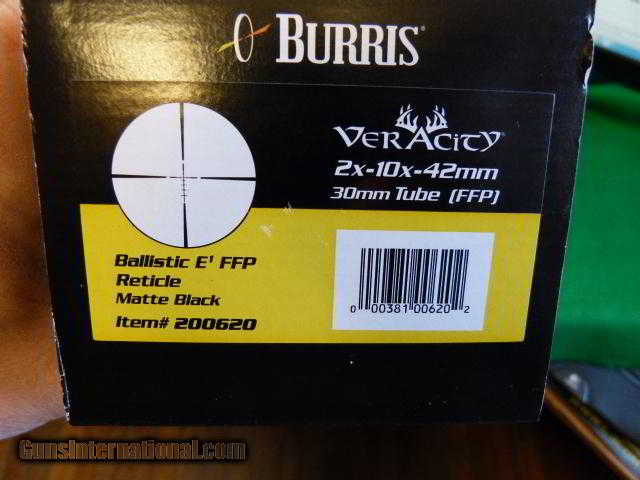 BURRIS
VERACITY
2x-10x-42mm
30mm Tube (FFP)
Ballistic E¹ FFP
Reticle
Matte Black
Item# 200620
0 00381 00620 2
GunsInternational.com